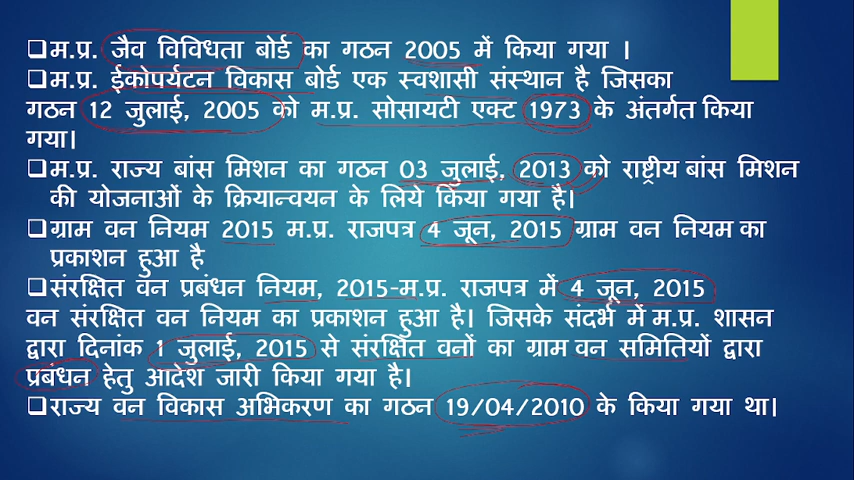 ❑म.प्र. जैव विविधता बोर्ड का गठन 2005 में किया गया ।
❑म.प्र. ईकोपर्यटन विकास बोर्ड एक स्वशासी संस्थान है जिसका
गठन 12 जुलाई, 2005 को म.प्र. सोसायटी एक्ट 1973 के अंतर्गत किया
गया।
❑म.प्र. राज्य बांस मिशन का गठन 03 जुलाई, 2013 को राष्ट्रीय बांस मिशन
की योजनाओं के क्रियान्वयन के लिये किया गया है।
❑ग्राम वन नियम 2015 म.प्र. राजपत्र 4 जून, 2015 ग्राम वन नियम का
प्रकाशन हुआ है
❑संरक्षित वन प्रबंधन नियम, 2015-म.प्र. राजपत्र में 4 जून, 2015
वन संरक्षित वन नियम का प्रकाशन हुआ है। जिसके संदर्भ में म.प्र. शासन
द्वारा दिनांक 1 जुलाई, 2015 से संरक्षित वनों का ग्राम वन समितियों द्वारा
प्रबंधन हेतु आदेश जारी किया गया है।
❑राज्य वन विकास अभिकरण का गठन 19/04/2010 के किया गया था।